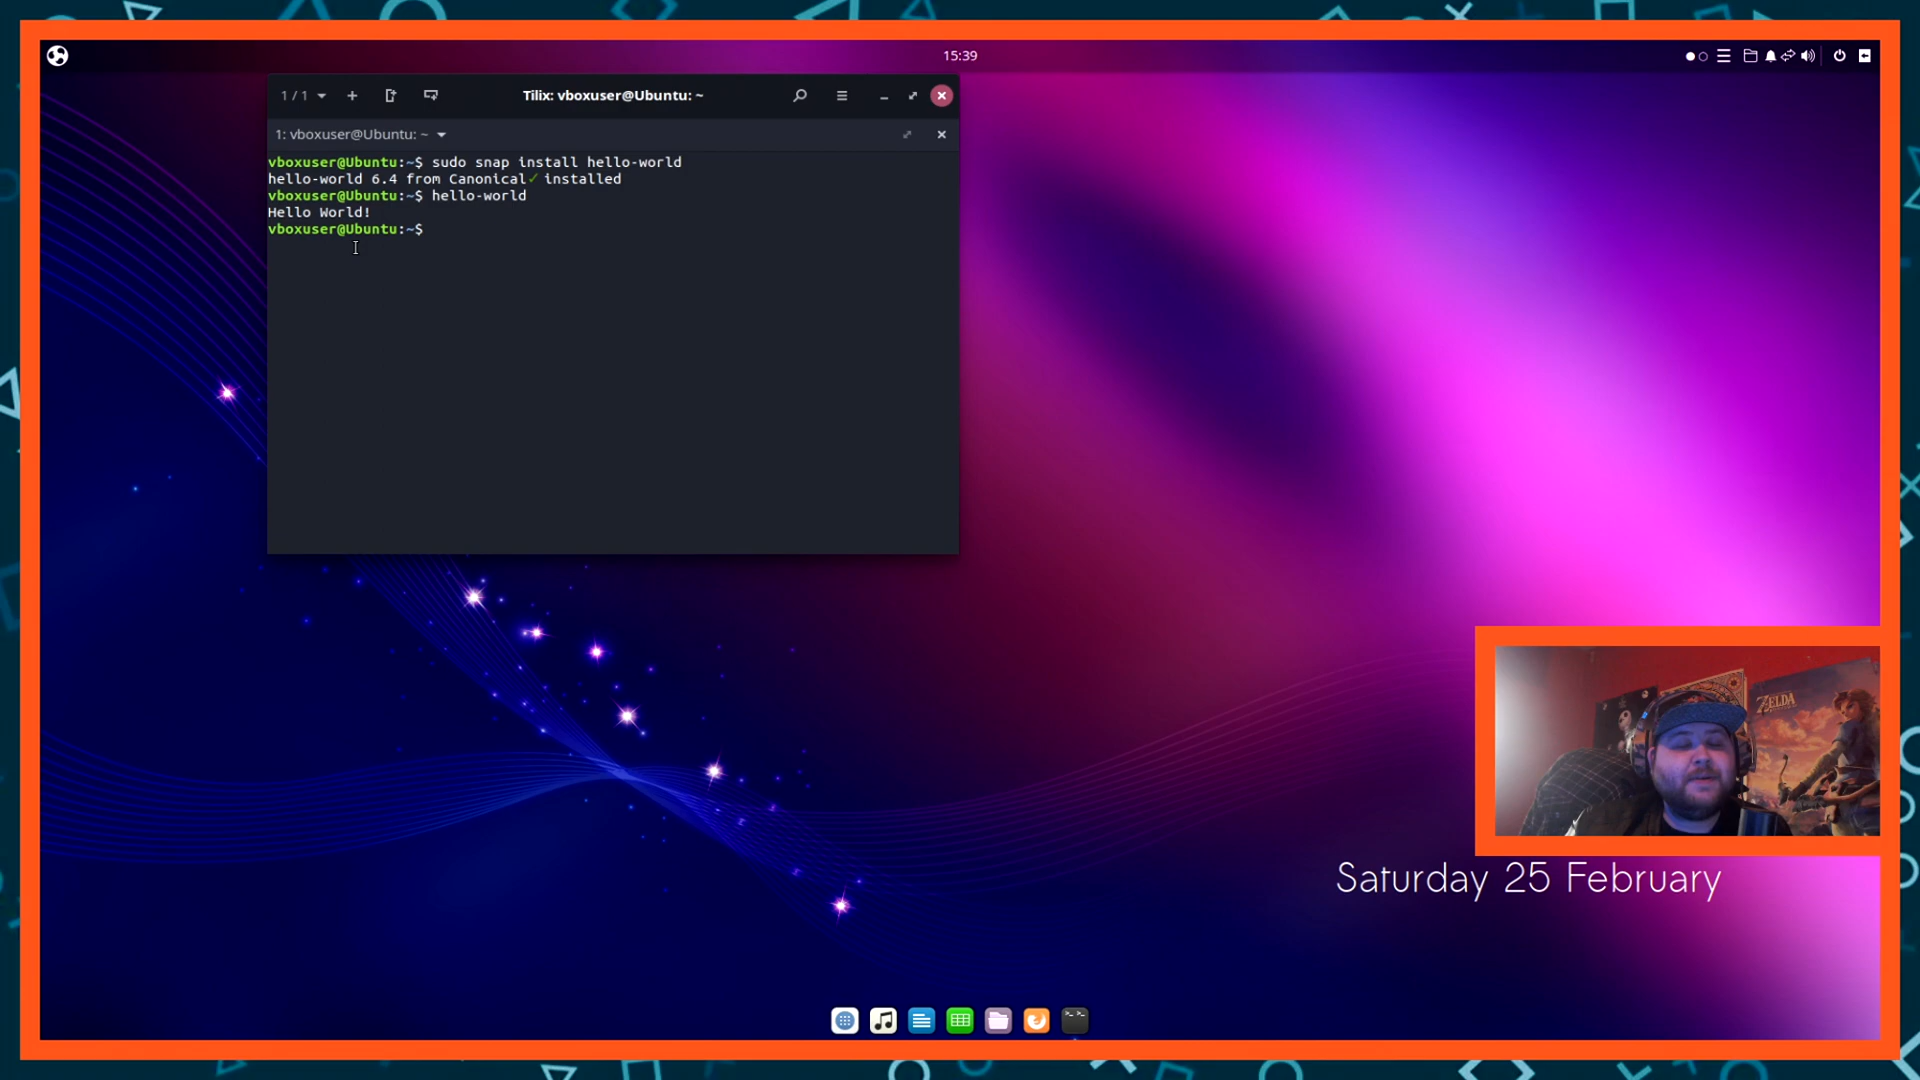 15:39
1 / 1
Tilix: vboxuser@Ubuntu: ~
1: vboxuser@Ubuntu: ~
vboxuser@Ubuntu:~$ sudo snap install hello-world
hello-world 6.4 from Canonical✓ installed
vboxuser@Ubuntu:~$ hello-world
Hello World!
vboxuser@Ubuntu:~$
ZELDA
Saturday 25 February